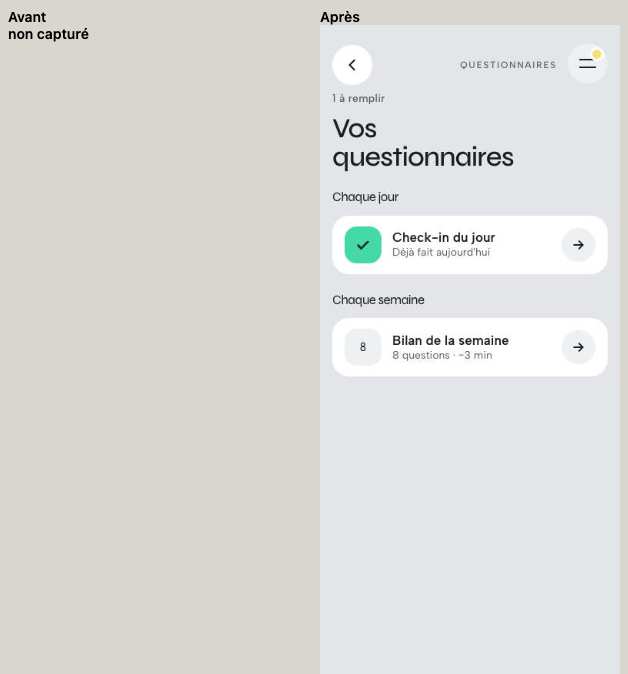 Avant
non capturé
Après
QUESTIONNAIRES
1 à remplir
Vos
questionnaires
Chaque jour
Check-in du jour
Déjà fait aujourd'hui
Chaque semaine
8
Bilan de la semaine
8 questions · ~3 min